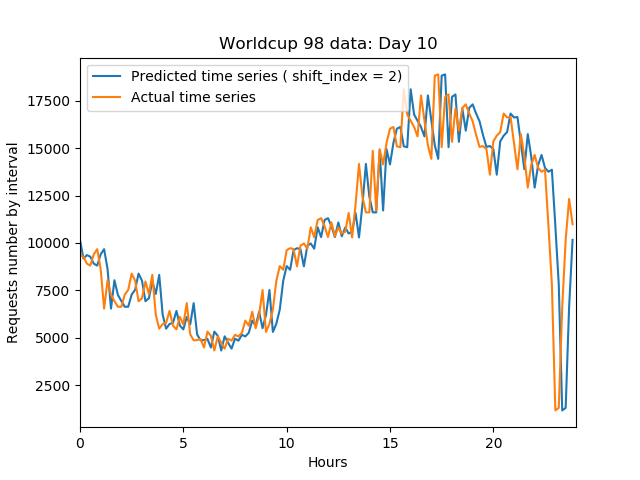 Worldcup 98 data: Day 10
Predicted time series ( shift_index = 2)
Actual time series
Requests number by interval
17500
15000
12500
10000
7500
5000
2500
0 5 10 15 20
Hours